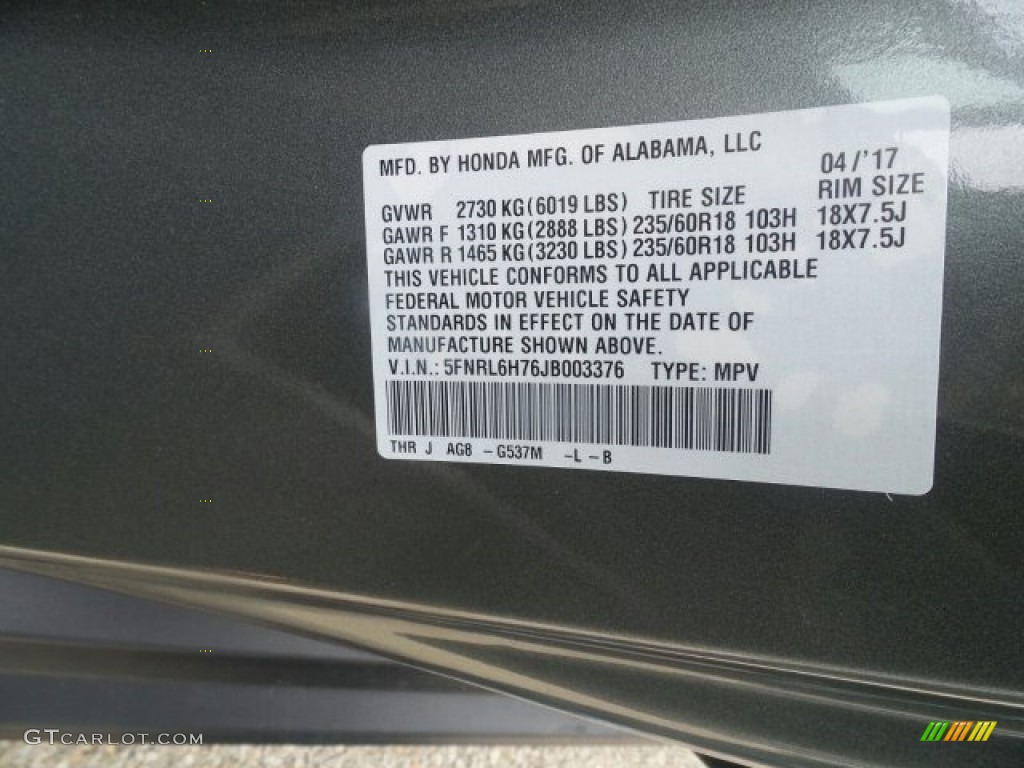 MFD. BY HONDA MFG. OF ALABAMA, LLC
04/'17
GVWR 2730 KG(6019 LBS) TIRE SIZE RIM SIZE
GAWR F 1310 KG(2888 LBS) 235/60R18 103H 18X7.5J
GAWR R 1465 KG(3230 LBS) 235/60R18 103H 18X7.5J
THIS VEHICLE CONFORMS TO ALL APPLICABLE
FEDERAL MOTOR VEHICLE SAFETY
STANDARDS IN EFFECT ON THE DATE OF
MANUFACTURE SHOWN ABOVE.
V.I.N.: 5FNRL6H76JB003376 TYPE: MPV
THR J AG8 -G537M -L -B
GTCARLOT.COM